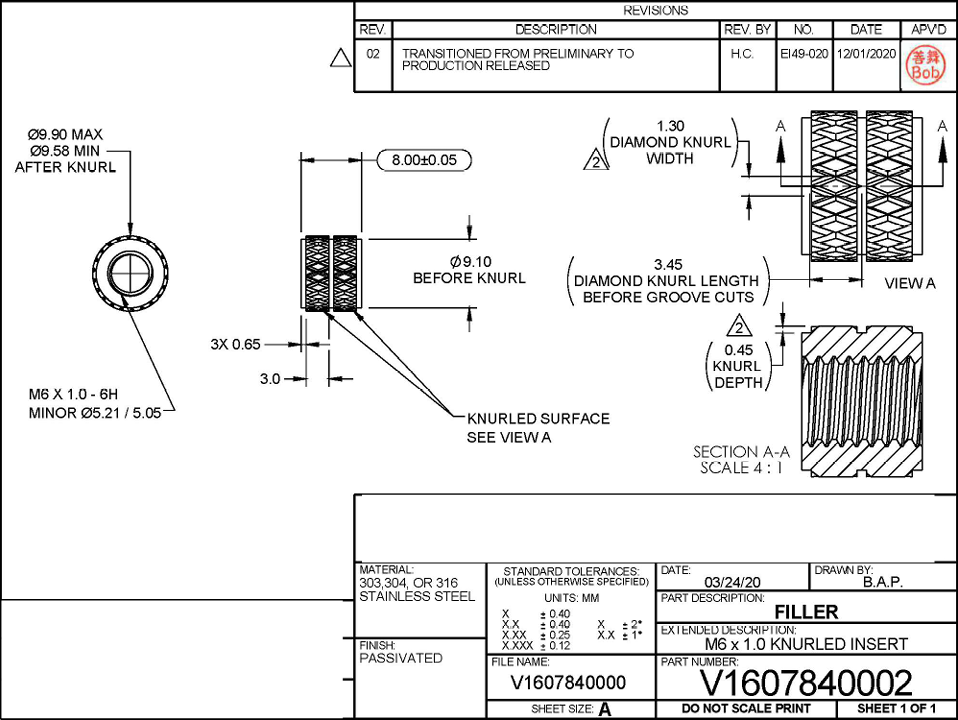 REVISIONS
REV. DESCRIPTION REV. BY NO. DATE APV'D
02 TRANSITIONED FROM PRELIMINARY TO PRODUCTION RELEASED H.C. EI49-020 12/01/2020
善舞
Bob
Ø9.90 MAX
Ø9.58 MIN
AFTER KNURL
8.00±0.05
1.30
DIAMOND KNURL
WIDTH
2
A A
Ø9.10
BEFORE KNURL
3.45
DIAMOND KNURL LENGTH
BEFORE GROOVE CUTS
VIEW A
2
0.45
KNURL
DEPTH
3X 0.65
3.0
M6 X 1.0 - 6H
MINOR Ø5.21 / 5.05
KNURLED SURFACE
SEE VIEW A
SECTION A-A
SCALE 4 : 1
MATERIAL:
303,304, OR 316
STAINLESS STEEL
FINISH:
PASSIVATED
STANDARD TOLERANCES:
(UNLESS OTHERWISE SPECIFIED)
UNITS: MM
X ± 0.40
X.X ± 0.40 X ± 2°
X.XX ± 0.25 X.X ± 1°
X.XXX ± 0.12
FILE NAME:
V1607840000
SHEET SIZE: A
DATE:
03/24/20
DRAWN BY:
B.A.P.
PART DESCRIPTION:
FILLER
EXTENDED DESCRIPTION:
M6 x 1.0 KNURLED INSERT
PART NUMBER:
V1607840002
DO NOT SCALE PRINT SHEET 1 OF 1